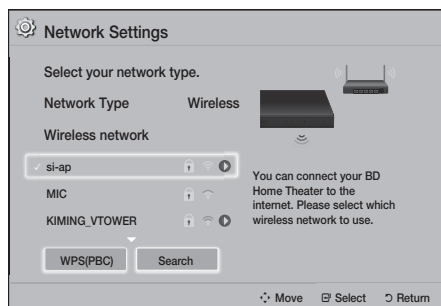 Network Settings
Select your network type.
Network Type Wireless
Wireless network
si-ap
MIC
KIMING_VTOWER
WPS(PBC) Search
You can connect your BD
Home Theater to the
internet. Please select which
wireless network to use.
Move Select Return